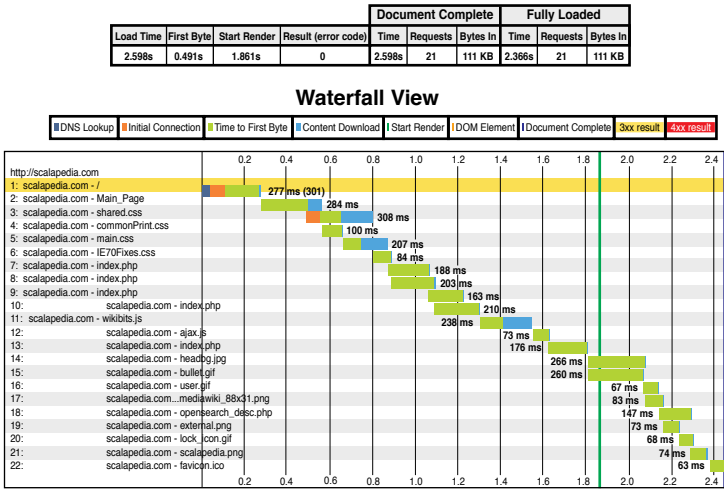 Document Complete Fully Loaded
Load Time First Byte Start Render Result (error code) Time Requests Bytes In Time Requests Bytes In
2.598s 0.491s 1.861s 0 2.598s 21 111 KB 2.366s 21 111 KB
Waterfall View
DNS Lookup Initial Connection Time to First Byte Content Download Start Render DOM Element Document Complete 3xx result 4xx result
0.2 0.4 0.6 0.8 1.0 1.2 1.4 1.6 1.8 2.0 2.2 2.4
http://scalapedia.com
1: scalapedia.com - / 277 ms (301)
2: scalapedia.com - Main_Page 284 ms
3: scalapedia.com - shared.css 308 ms
4: scalapedia.com - commonPrint.css 100 ms
5: scalapedia.com - main.css 207 ms
6: scalapedia.com - IE70Fixes.css 84 ms
7: scalapedia.com - index.php 188 ms
8: scalapedia.com - index.php 203 ms
9: scalapedia.com - index.php 163 ms
10: scalapedia.com - index.php 210 ms
11: scalapedia.com - wikibits.js 238 ms
12: scalapedia.com - ajax.js 73 ms
13: scalapedia.com - index.php 176 ms
14: scalapedia.com - headbg.jpg 266 ms
15: scalapedia.com - bullet.gif 260 ms
16: scalapedia.com - user.gif 67 ms
17: scalapedia.com...mediawiki_88x31.png 83 ms
18: scalapedia.com - opensearch_desc.php 147 ms
19: scalapedia.com - external.png 73 ms
20: scalapedia.com - lock_icon.gif 68 ms
21: scalapedia.com - scalapedia.png 74 ms
22: scalapedia.com - favicon.ico 63 ms
0.2 0.4 0.6 0.8 1.0 1.2 1.4 1.6 1.8 2.0 2.2 2.4